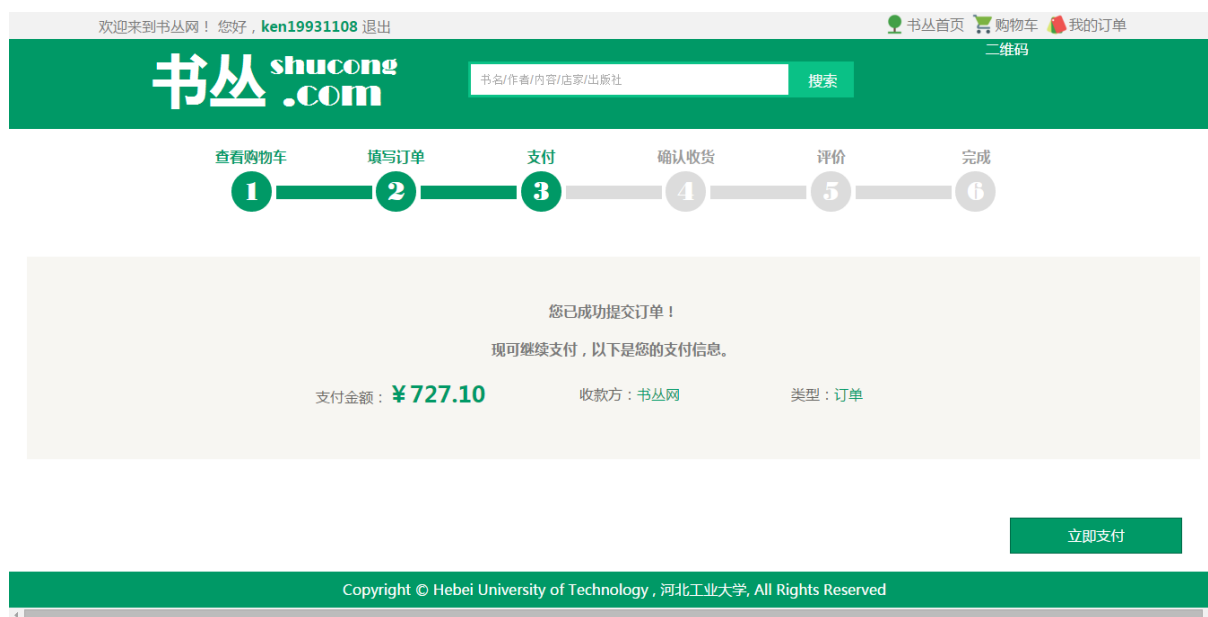 欢迎来到书丛网！ 您好，ken19931108 退出
书丛首页 购物车 我的订单
二维码
书丛 shucong
.com
书名/作者/内容/店家/出版社 搜索
查看购物车 填写订单 支付 确认收货 评价 完成
1 2 3 4 5 6
您已成功提交订单！
现可继续支付，以下是您的支付信息。
支付金额：￥727.10 收款方：书丛网 类型：订单
立即支付
Copyright © Hebei University of Technology , 河北工业大学, All Rights Reserved